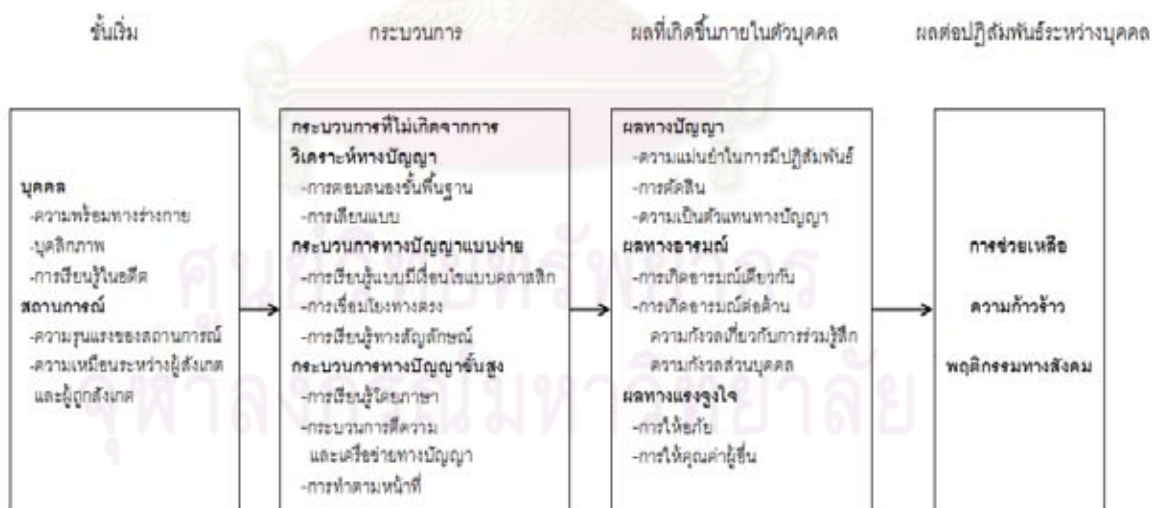 ขั้นเริ่ม
กระบวนการ
ผลที่เกิดขึ้นภายในตัวบุคคล
ผลต่อปฏิสัมพันธ์ระหว่างบุคคล
บุคคล
-ความพร้อมทางร่างกาย
-บุคลิกภาพ
-การเรียนรู้ในอดีต
สถานการณ์
-ความรุนแรงของสถานการณ์
-ความเหมือนระหว่างผู้สังเกต
และผู้ถูกสังเกต
กระบวนการที่ไม่เกิดจากการ
วิเคราะห์ทางปัญญา
-การตอบสนองขั้นพื้นฐาน
-การเลียนแบบ
กระบวนการทางปัญญาแบบง่าย
-การเรียนรู้แบบมีเงื่อนไขแบบคลาสสิก
-การเชื่อมโยงทางตรง
-การเรียนรู้ทางสัญลักษณ์
กระบวนการทางปัญญาขั้นสูง
-การเรียนรู้โดยภาษา
-กระบวนการตีความ
และเครือข่ายทางปัญญา
-การทำตามหน้าที่
ผลทางปัญญา
-ความแม่นยำในการมีปฏิสัมพันธ์
-การตัดสิน
-ความเป็นตัวแทนทางปัญญา
ผลทางอารมณ์
-การเกิดอารมณ์เดียวกัน
-การเกิดอารมณ์ต่อต้าน
ความกังวลเกี่ยวกับการร่วมรู้สึก
ความกังวลส่วนบุคคล
ผลทางแรงจูงใจ
-การให้อภัย
-การให้คุณค่าผู้อื่น
การช่วยเหลือ
ความก้าวร้าว
พฤติกรรมทางสังคม
ศูนย์วิทยทรัพยากร
จุฬาลงกรณ์มหาวิทยาลัย